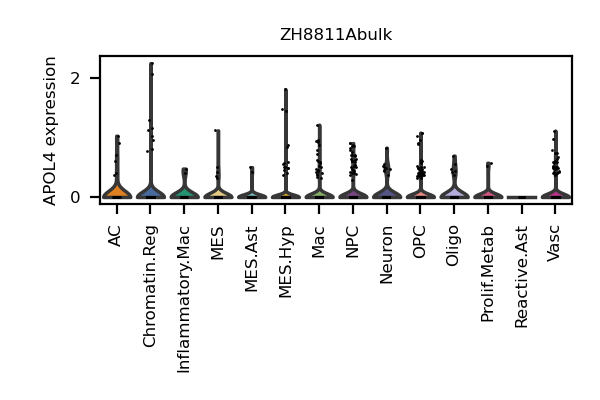 ZH8811Abulk
APOL4 expression
2
0
AC
Chromatin.Reg
Inflammatory.Mac
MES
MES.Ast
MES.Hyp
Mac
NPC
Neuron
OPC
Oligo
Prolif.Metab
Reactive.Ast
Vasc